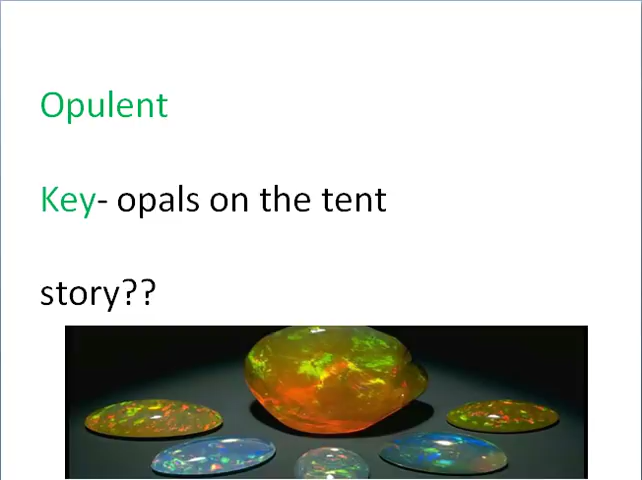 Opulent
Key- opals on the tent
story??